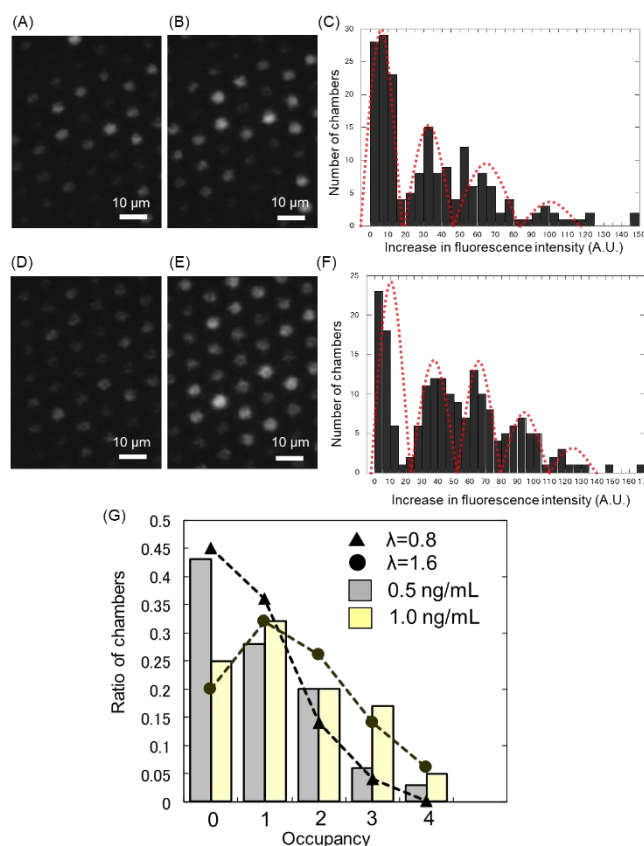 (A)
(B)
(C)
10 µm
10 µm
Number of chambers
30
25
20
15
10
5
0
0 10 20 30 40 50 60 70 80 90 100 110 120 130 140 150
Increase in fluorescence intensity (A.U.)
(D)
(E)
(F)
10 µm
10 µm
Number of chambers
25
20
15
10
5
0
0 10 20 30 40 50 60 70 80 90 100 110 120 130 140 150 160
Increase in fluorescence intensity (A.U.)
(G)
Ratio of chambers
0.5
0.45
0.4
0.35
0.3
0.25
0.2
0.15
0.1
0.05
0
λ=0.8
λ=1.6
0.5 ng/mL
1.0 ng/mL
0 1 2 3 4
Occupancy